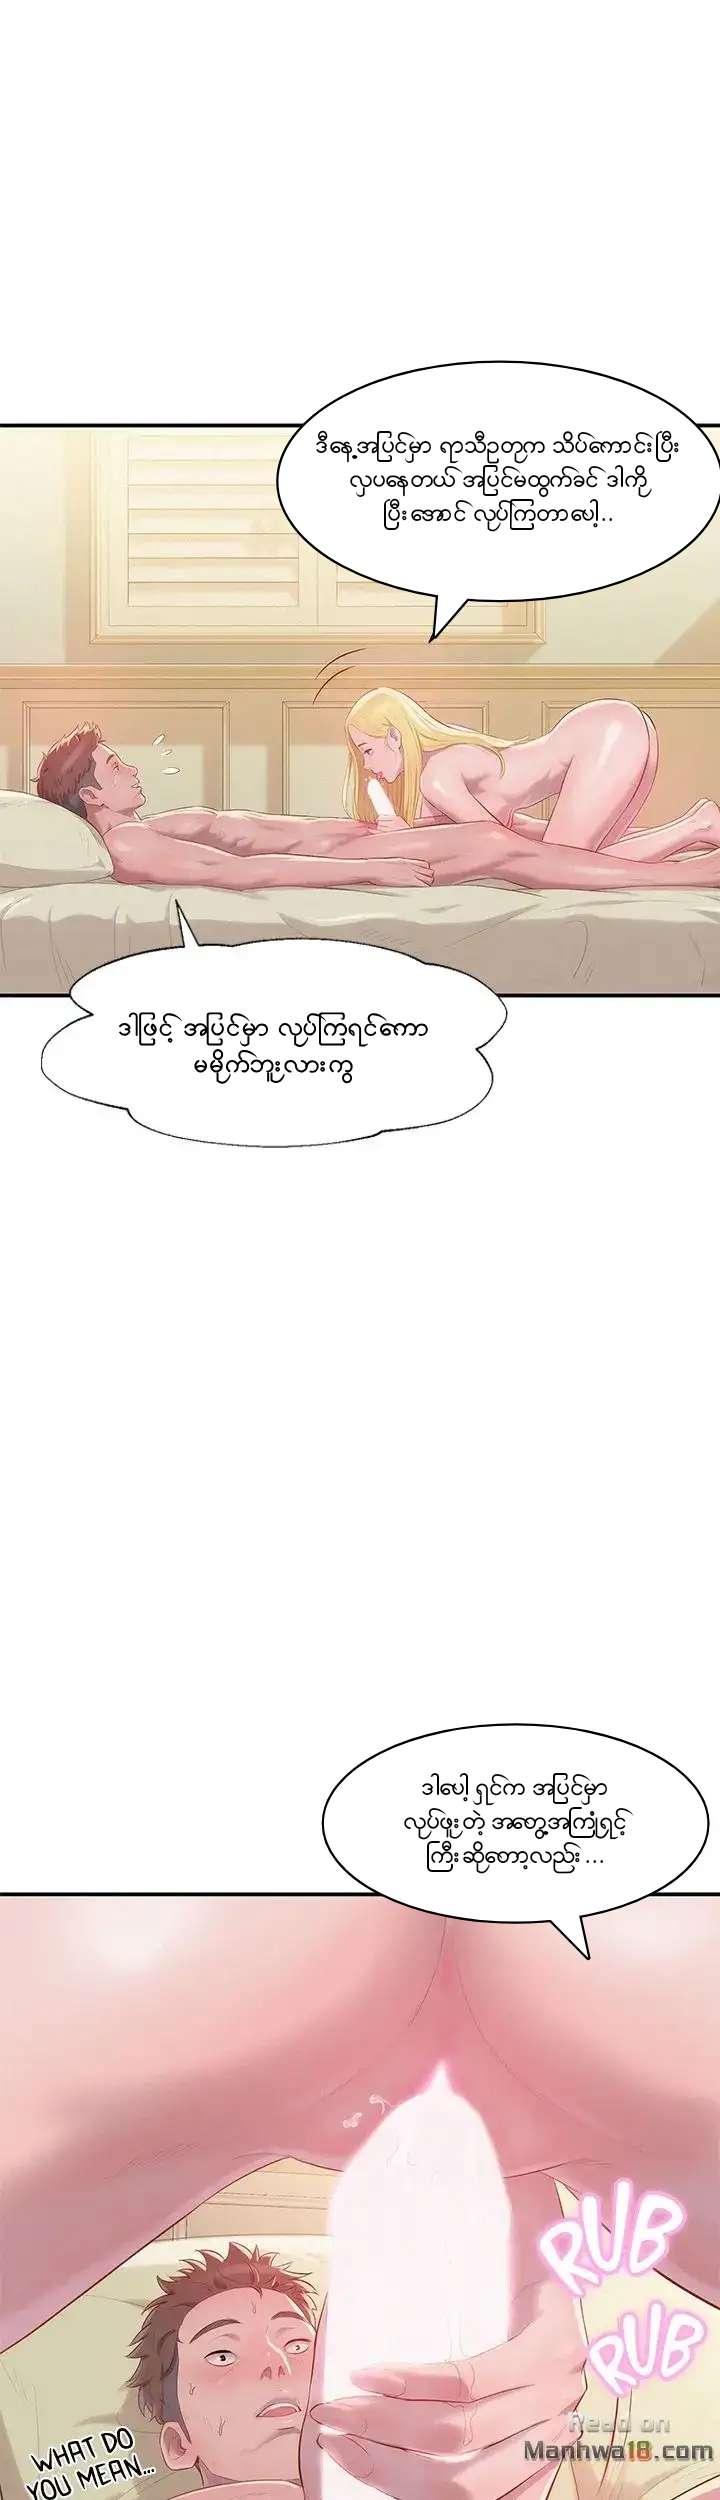 ဒီနေ့အပြင်မှာ ရာသီဥတုက သိပ်ကောင်းပြီး
လှပနေတယ် အပြင်မထွက်ခင် ဒါကို
ပြီးအောင် လုပ်ကြတာပေါ့..
ဒါဖြင့် အပြင်မှာ လုပ်ကြရင်ကော
မမိုက်ဘူးလားကွ
ဒါပေါ့ ရှင်က အပြင်မှာ
လုပ်ဖူးတဲ့ အတွေ့အကြုံရှင့်
ကြီးဆိုတော့လည်း...
RUB
RUB
WHAT DO
YOU MEAN...
Read on
Manhwa18.com